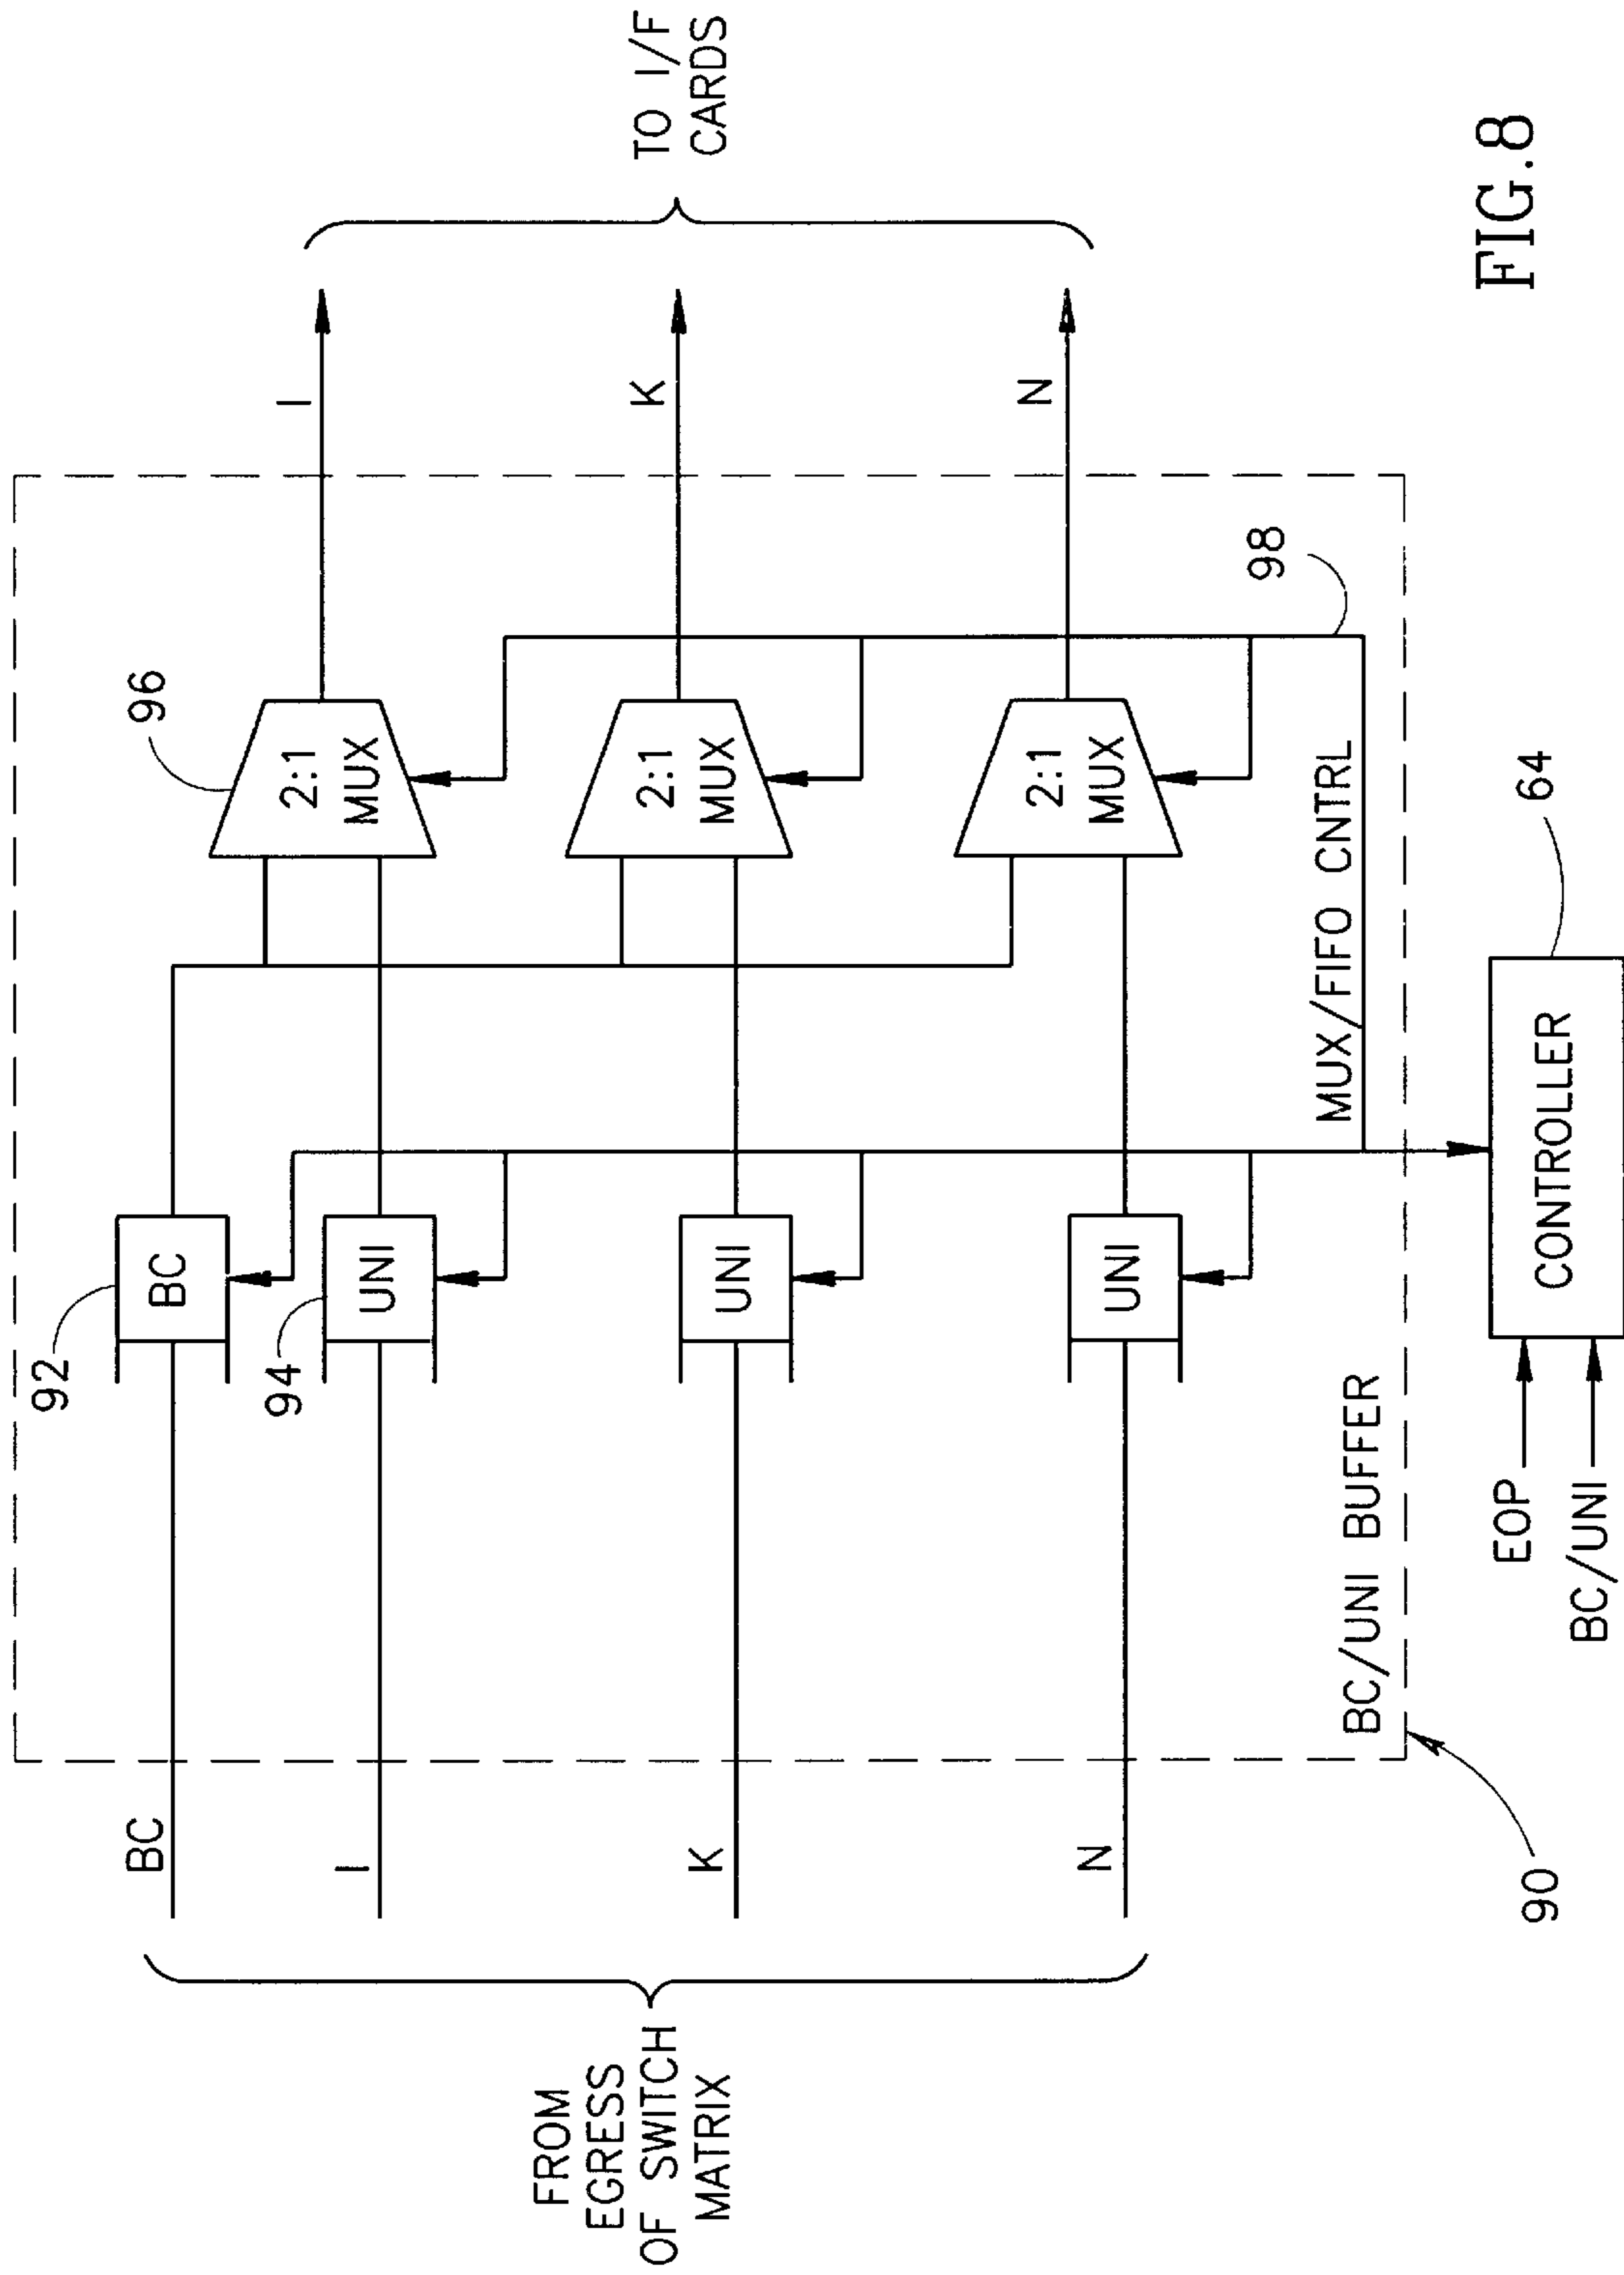 FROM
EGRESS
OF SWITCH
MATRIX
BC
I
K
N
92
BC
94
UNI
UNI
UNI
96
2:1
MUX
2:1
MUX
2:1
MUX
I
K
N
TO I/F
CARDS
98
MUX/FIFO CNTRL
BC/UNI BUFFER
90
EOP
BC/UNI
CONTROLLER
64
FIG.8